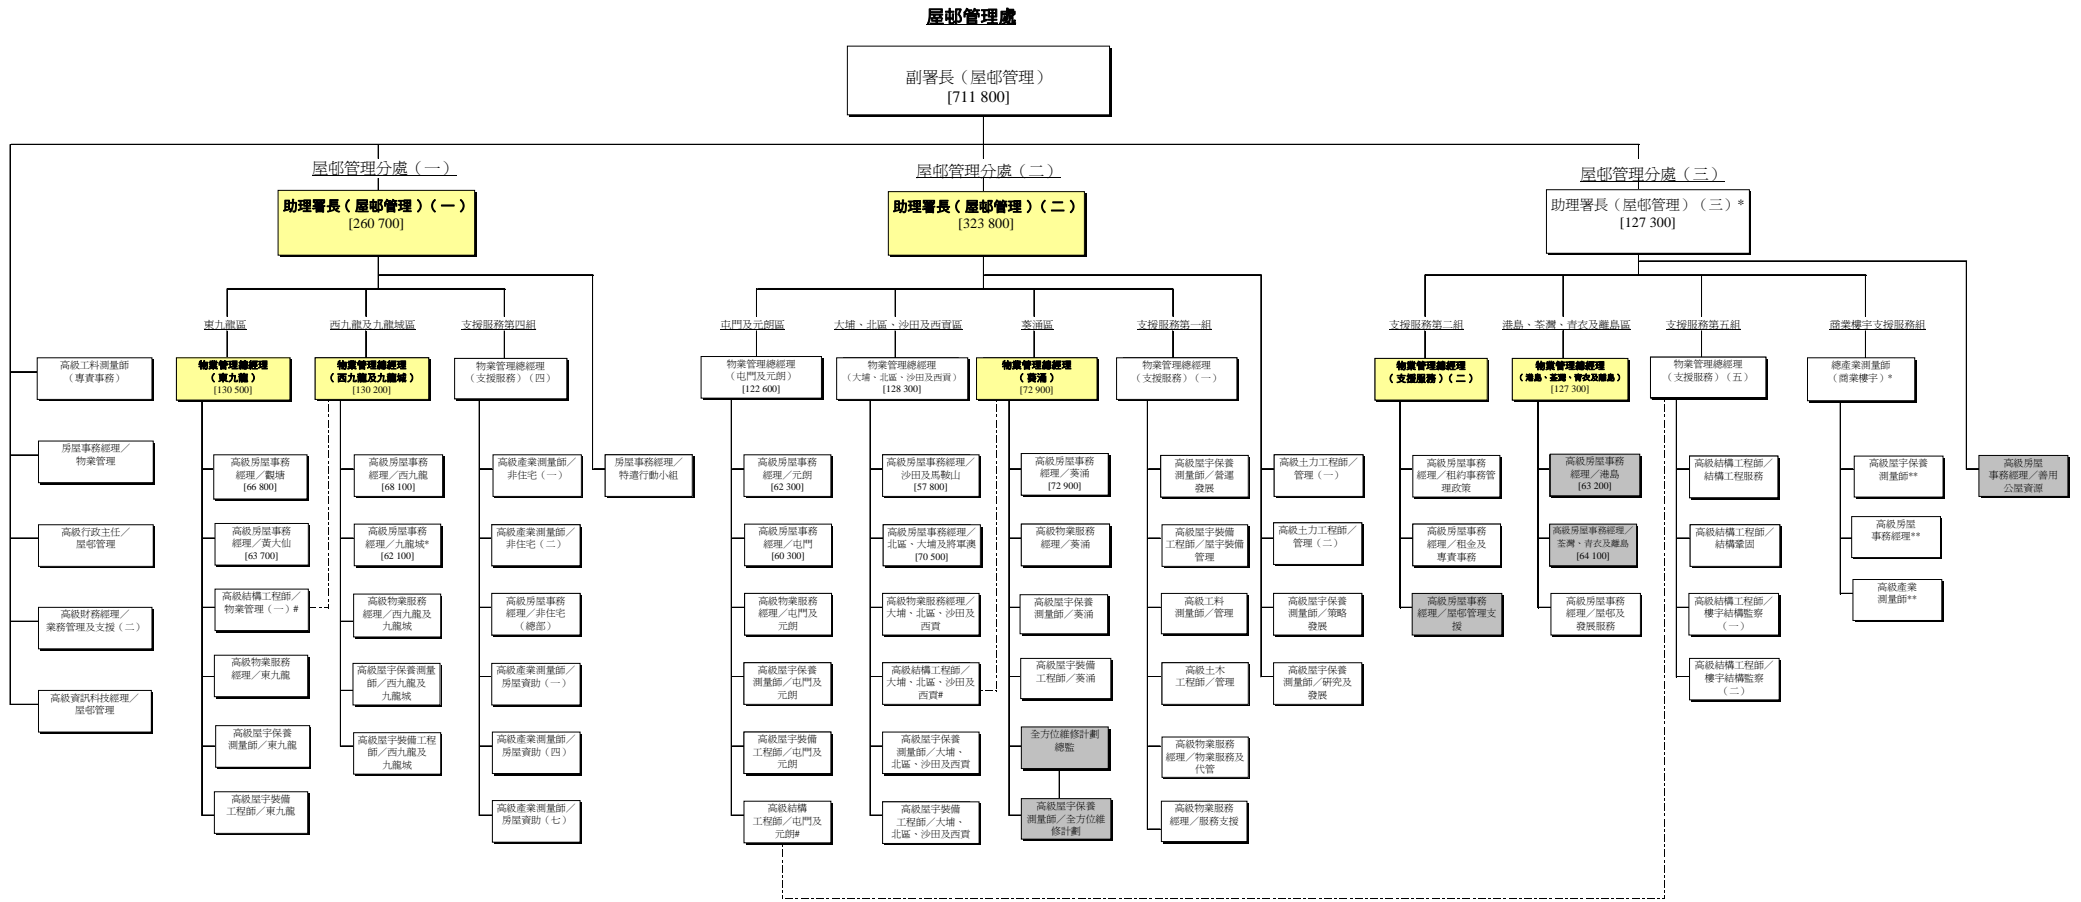 屋邨管理處
副署長（屋邨管理）
[711 800]
屋邨管理分處（一）
助理署長（屋邨管理）（一）
[260 700]
屋邨管理分處（二）
助理署長（屋邨管理）（二）
[323 800]
屋邨管理分處（三）
助理署長（屋邨管理）（三）*
[127 300]
高級工料測量師
（專責事務）
房屋事務經理／
物業管理
高級行政主任／
屋邨管理
高級財務經理／
業務管理及支援（二）
高級資訊科技經理／
屋邨管理
東九龍區
物業管理總經理
（東九龍）
[130 500]
高級房屋事務
經理／觀塘
[66 800]
高級房屋事務
經理／黃大仙
[63 700]
高級結構工程師／
物業管理（一）#
高級物業服務
經理／東九龍
高級屋宇保養
測量師／東九龍
高級屋宇裝備
工程師／東九龍
西九龍及九龍城區
物業管理總經理
（西九龍及九龍城）
[130 200]
高級房屋事務
經理／西九龍
[68 100]
高級房屋事務
經理／九龍城*
[62 100]
高級物業服務
經理／西九龍及
九龍城
高級屋宇保養測量
師／西九龍及
九龍城
高級屋宇裝備工程
師／西九龍及
九龍城
支援服務第四組
物業管理總經理
（支援服務）（四）
高級產業測量師／
非住宅（一）
高級產業測量師／
非住宅（二）
高級房屋事務
經理／非住宅
（總部）
高級產業測量師／
房屋資助（一）
高級產業測量師／
房屋資助（四）
高級產業測量師／
房屋資助（七）
房屋事務經理／
特遣行動小組
屯門及元朗區
物業管理總經理
（屯門及元朗）
[122 600]
高級房屋事務
經理／元朗
[62 300]
高級房屋事務
經理／屯門
[60 300]
高級物業服務
經理／屯門及
元朗
高級屋宇保養
測量師／屯門及
元朗
高級屋宇裝備
工程師／屯門及
元朗
高級結構
工程師／屯門及
元朗#
大埔、北區、沙田及西貢區
物業管理總經理
（大埔、北區、沙田及西貢）
[128 300]
高級房屋事務經理／
沙田及馬鞍山
[57 800]
高級房屋事務經理／
北區、大埔及將軍澳
[70 500]
高級物業服務經理／
大埔、北區、沙田及
西貢
高級結構工程師／
大埔、北區、沙田及
西貢#
高級屋宇保養
測量師／大埔、
北區、沙田及西貢
高級屋宇裝備
工程師／大埔、
北區、沙田及西貢
葵涌區
物業管理總經理
（葵涌）
[72 900]
高級房屋事務
經理／葵涌
[72 900]
高級物業服務
經理／葵涌
高級屋宇保養
測量師／葵涌
高級屋宇裝備
工程師／葵涌
全方位維修計劃
總監
高級屋宇保養
測量師／全方位維
修計劃
支援服務第一組
物業管理總經理
（支援服務）（一）
高級屋宇保養
測量師／營運
發展
高級屋宇裝備
工程師／屋宇裝備
管理
高級工料
測量師／管理
高級土木
工程師／管理
高級物業服務
經理／物業服務及
代管
高級物業服務
經理／服務支援
高級土力工程師／
管理（一）
高級土力工程師／
管理（二）
高級屋宇保養
測量師／策略
發展
高級屋宇保養
測量師／研究及
發展
支援服務第二組
物業管理總經理
（支援服務）（二）
高級房屋事務
經理／租約事務管
理政策
高級房屋事務
經理／租金及
專責事務
高級房屋事務
經理／屋邨管理支
援
港島、荃灣、青衣及離島區
物業管理總經理
（港島、荃灣、青衣及離島）
[127 300]
高級房屋事務
經理／港島
[63 200]
高級房屋事務經理／
荃灣、青衣及離島
[64 100]
高級房屋事務
經理／屋邨及
發展服務
支援服務第五組
物業管理總經理
（支援服務）（五）
高級結構工程師／
結構工程服務
高級結構工程師／
結構鞏固
高級結構工程師／
樓宇結構監察
（一）
高級結構工程師／
樓宇結構監察
（二）
商業樓宇支援服務組
總產業測量師
（商業樓宇）*
高級屋宇保養
測量師**
高級房屋
事務經理**
高級產業
測量師**
高級房屋
事務經理／善用
公屋資源